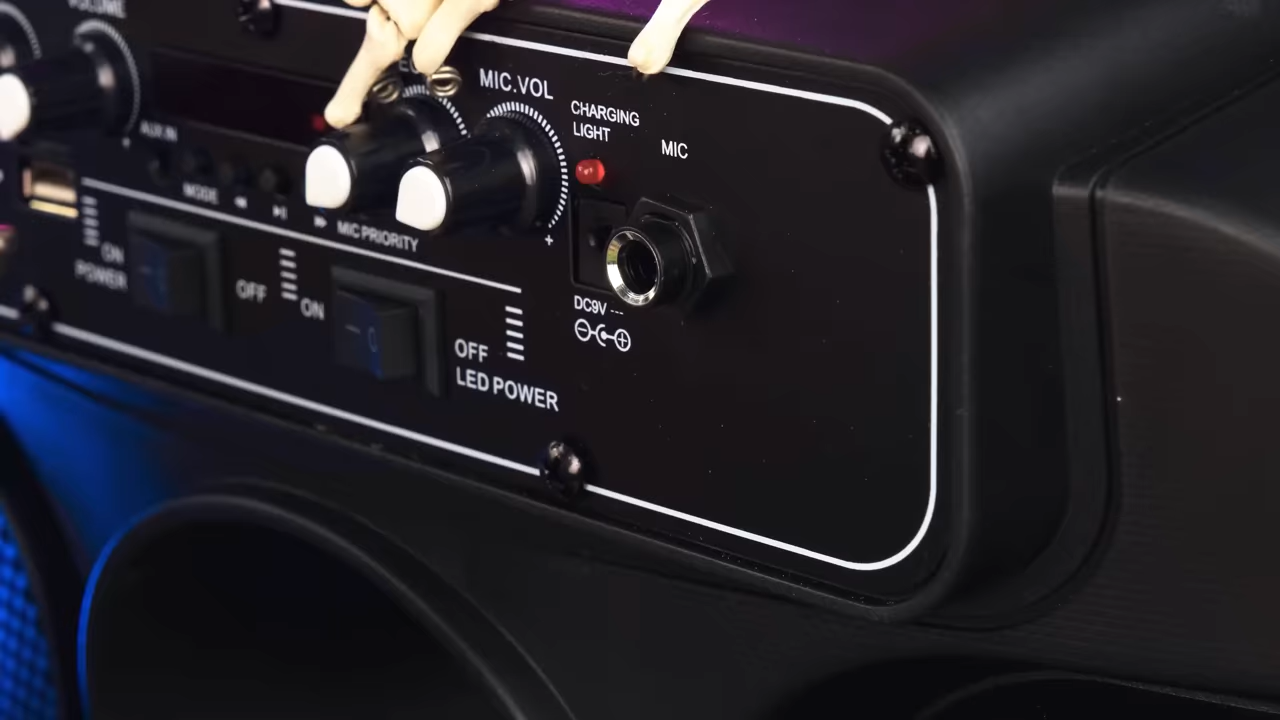 VOLUME
MIC.VOL
CHARGING
LIGHT
MIC
AUX IN
MODE
MIC PRIORITY
ON
POWER
OFF
ON
OFF
LED POWER
DC9V ---